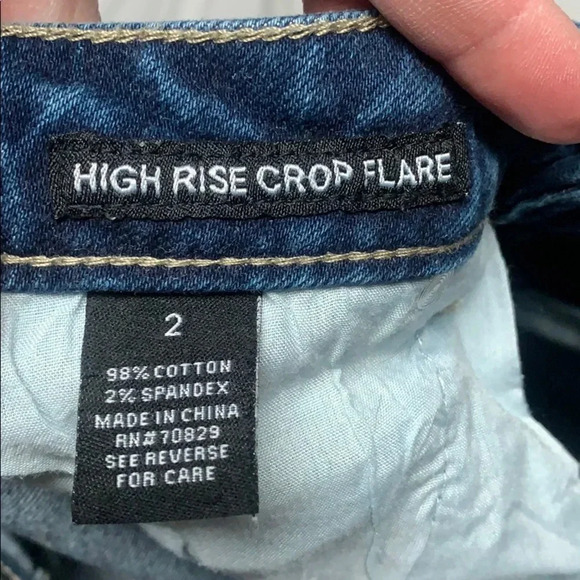 HIGH RISE CROP FLARE
2
98% COTTON
2% SPANDEX
MADE IN CHINA
RN#70829
SEE REVERSE
FOR CARE